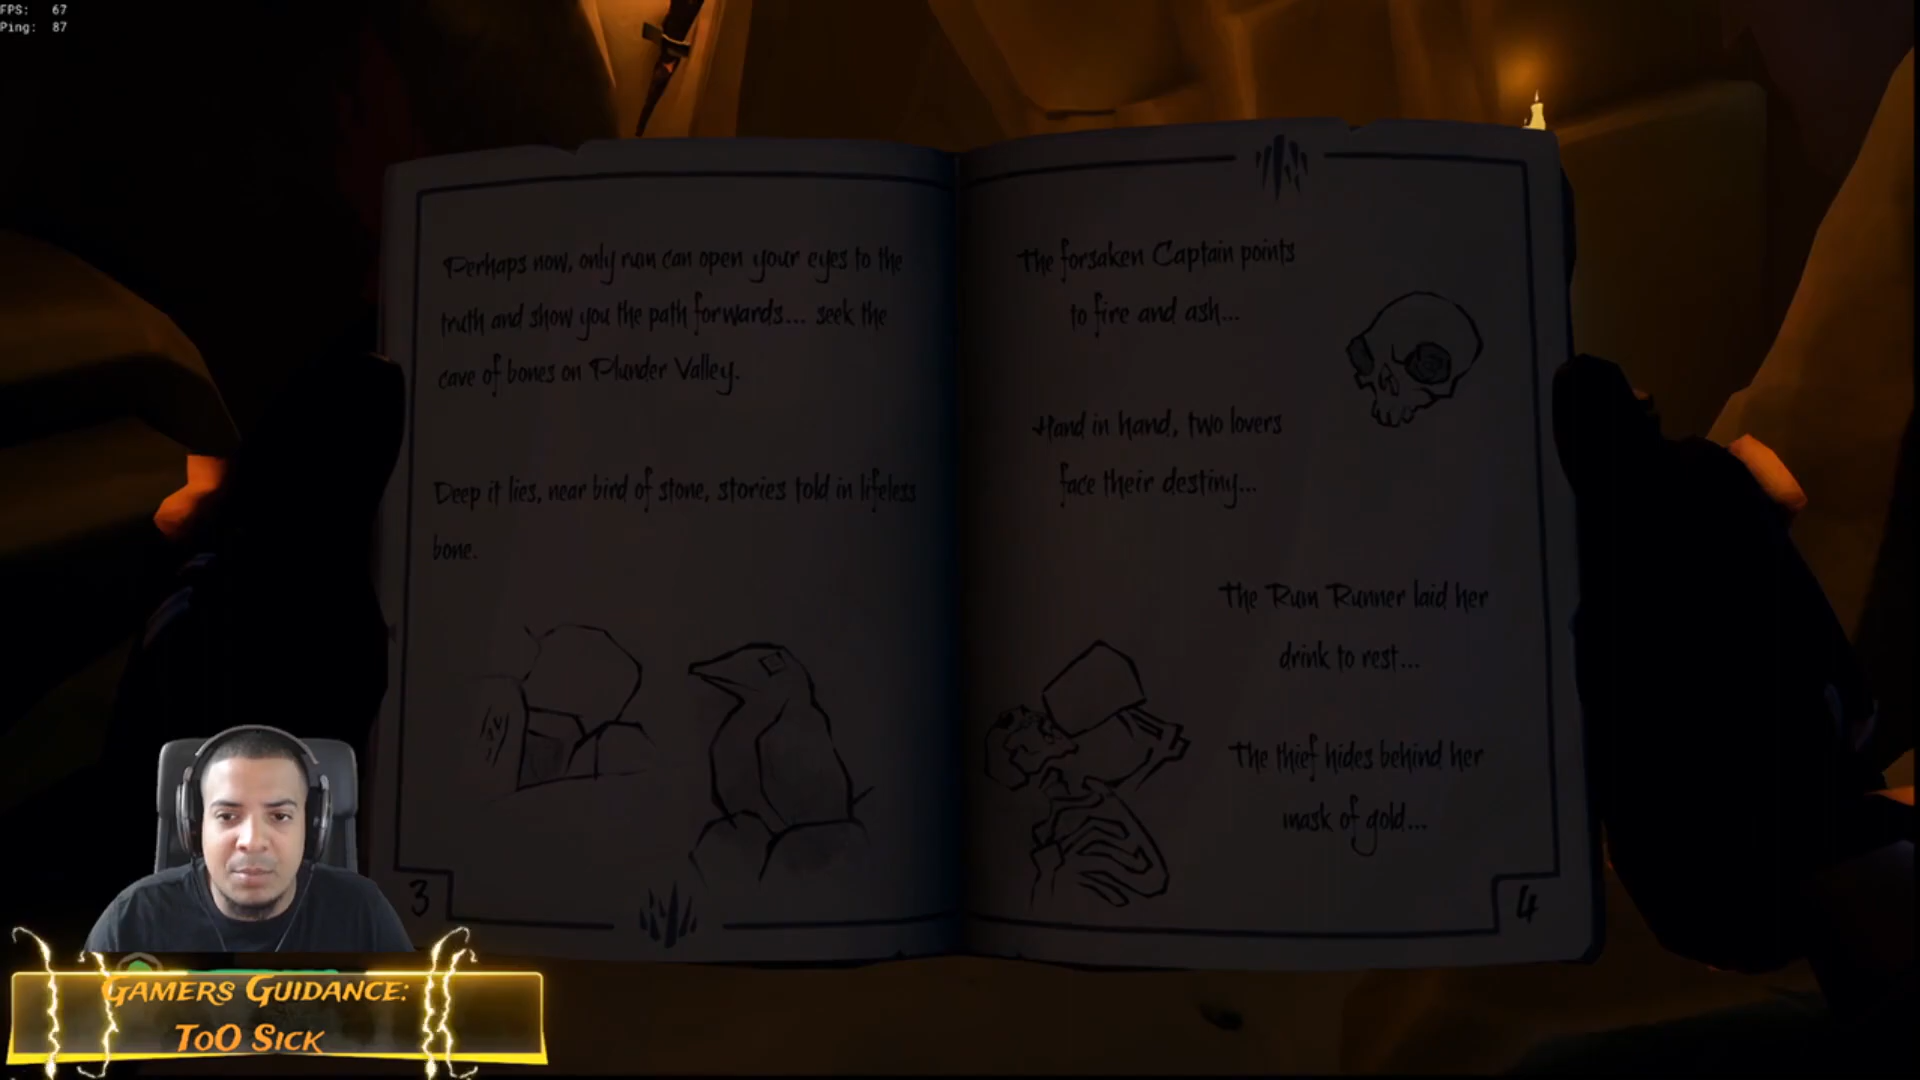 FPS: 67
Ping: 87
Perhaps now, only rum can open your eyes to the
truth and show you the path forwards... seek the
cave of bones on Plunder Valley.
Deep it lies, near bird of stone, stories told in lifeless
bone.
3
The forsaken Captain points
to fire and ash...
Hand in hand, two lovers
face their destiny...
The Rum Runner laid her
drink to rest...
The thief hides behind her
mask of gold...
4
GAMERS GUIDANCE:
ToO SICK